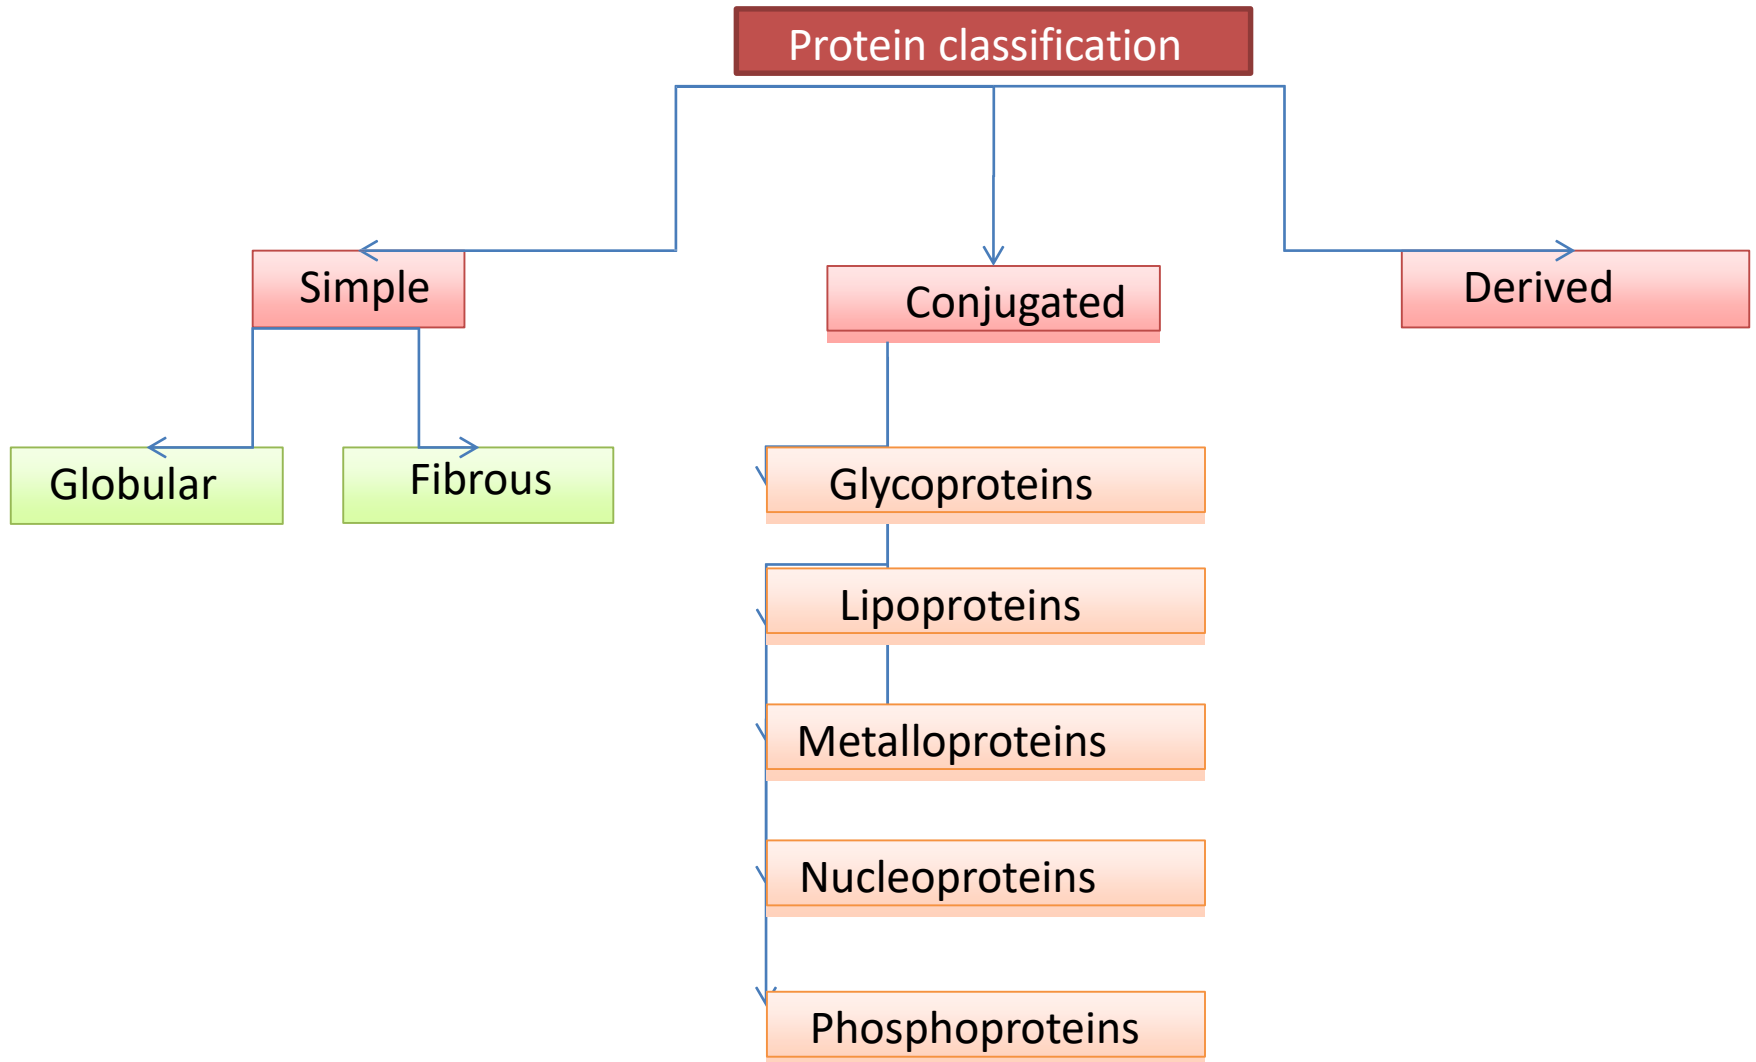 Protein classification
Simple
Conjugated
Derived
Globular
Fibrous
Glycoproteins
Lipoproteins
Metalloproteins
Nucleoproteins
Phosphoproteins